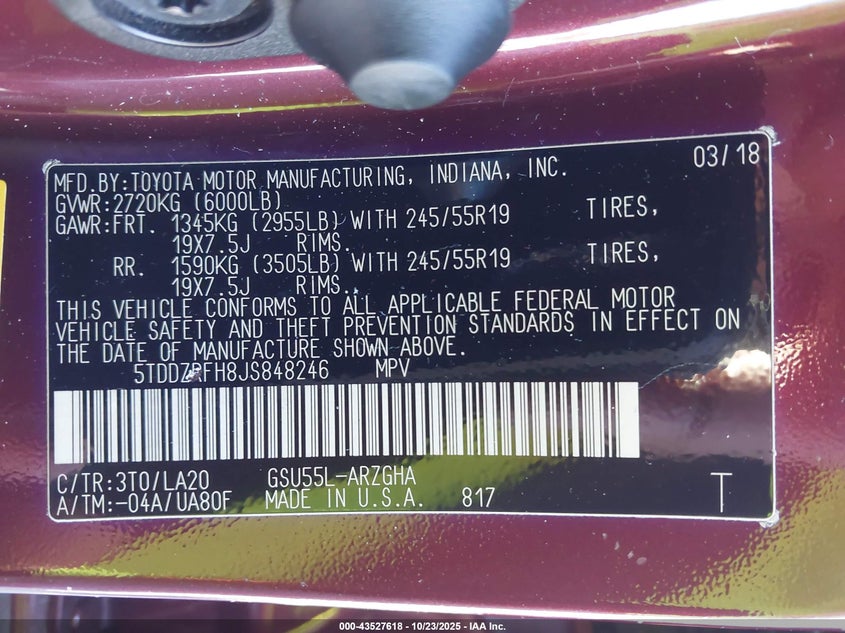 MFD.BY:TOYOTA MOTOR MANUFACTURING, INDIANA, INC. 03/18
GVWR:2720KG (6000LB)
GAWR:FRT. 1345KG (2955LB) WITH 245/55R19 TIRES,
19X7.5J RIMS.
RR. 1590KG (3505LB) WITH 245/55R19 TIRES,
19X7.5J RIMS.
THIS VEHICLE CONFORMS TO ALL APPLICABLE FEDERAL MOTOR
VEHICLE SAFETY AND THEFT PREVENTION STANDARDS IN EFFECT ON
THE DATE OF MANUFACTURE SHOWN ABOVE.
5TDDZRFH8JS848246 MPV
C/TR:3T0/LA20 GSU55L-ARZGHA
A/TM:-04A/UA80F MADE IN U.S.A. 817 T
000-43527618 - 10/23/2025 - IAA Inc.